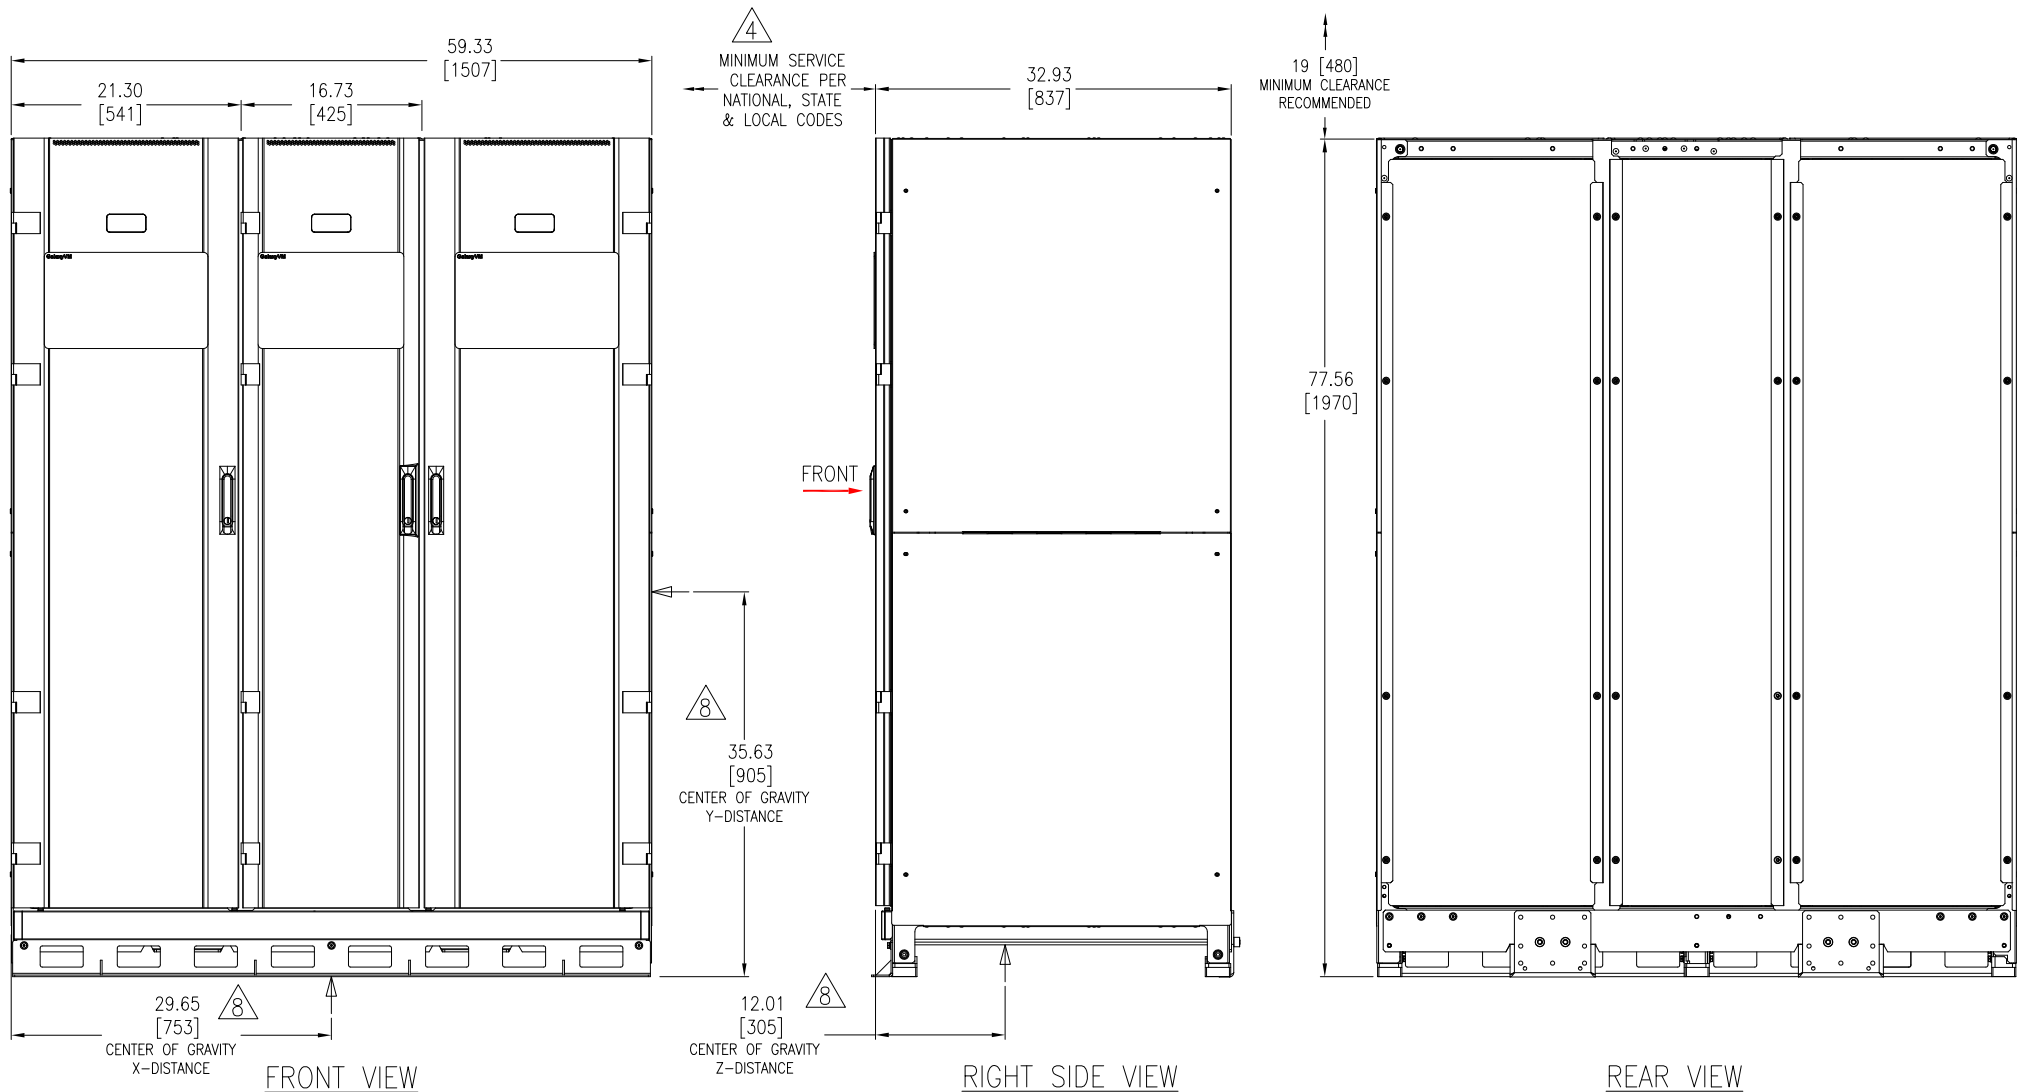 59.33
[1507]
21.30
[541]
16.73
[425]
GalaxyVM
GalaxyVM
GalaxyVM
29.65
[753]
8
CENTER OF GRAVITY
X-DISTANCE
FRONT VIEW
8
35.63
[905]
CENTER OF GRAVITY
Y-DISTANCE
4
MINIMUM SERVICE
CLEARANCE PER
NATIONAL, STATE
& LOCAL CODES
32.93
[837]
FRONT
12.01
[305]
8
CENTER OF GRAVITY
Z-DISTANCE
RIGHT SIDE VIEW
19 [480]
MINIMUM CLEARANCE
RECOMMENDED
77.56
[1970]
REAR VIEW